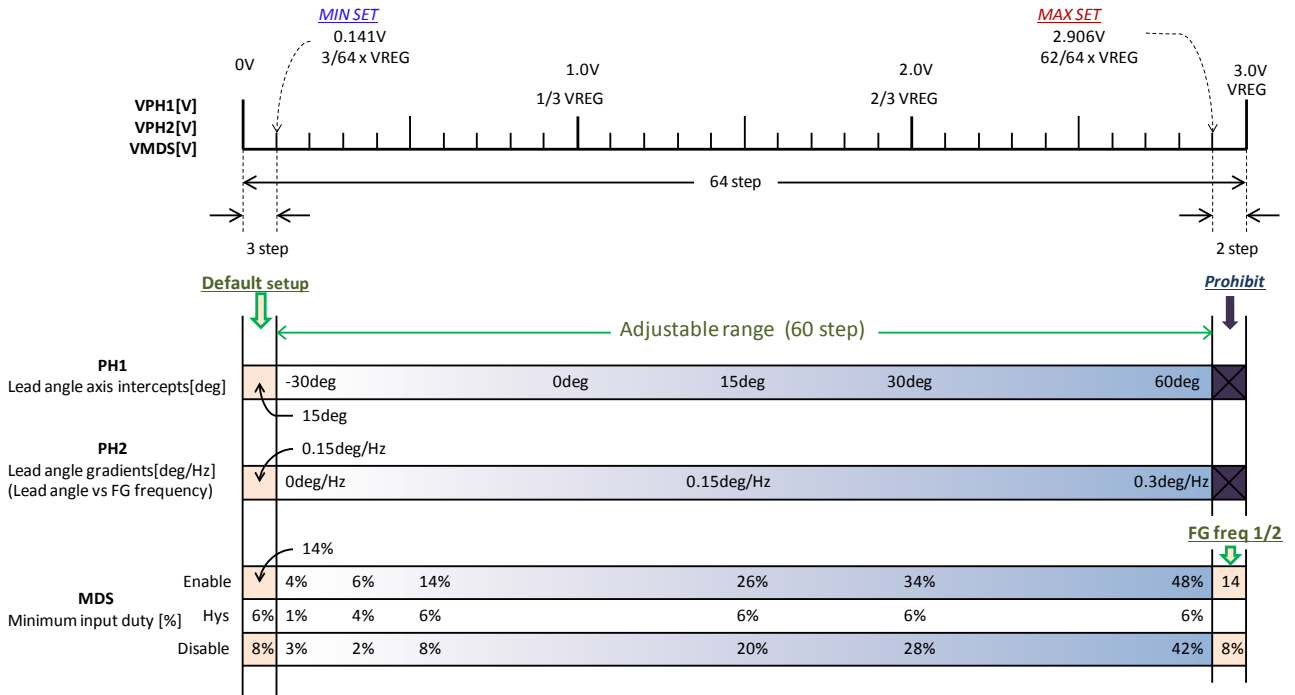 MIN SET
0.141V
3/64 x VREG
MAX SET
2.906V
62/64 x VREG
0V
1.0V
1/3 VREG
2.0V
2/3 VREG
3.0V
VREG
VPH1[V]
VPH2[V]
VMDS[V]
64 step
3 step
2 step
Default setup
Prohibit
Adjustable range (60 step)
PH1
Lead angle axis intercepts[deg]
-30deg 0deg 15deg 30deg 60deg
15deg
PH2
Lead angle gradients[deg/Hz]
(Lead angle vs FG frequency)
0.15deg/Hz
0deg/Hz 0.15deg/Hz 0.3deg/Hz
FG freq 1/2
14%
MDS
Minimum input duty [%]
Enable 4% 6% 14% 26% 34% 48% 14
Hys 6% 1% 4% 6% 6% 6% 6%
Disable 8% 3% 2% 8% 20% 28% 42% 8%